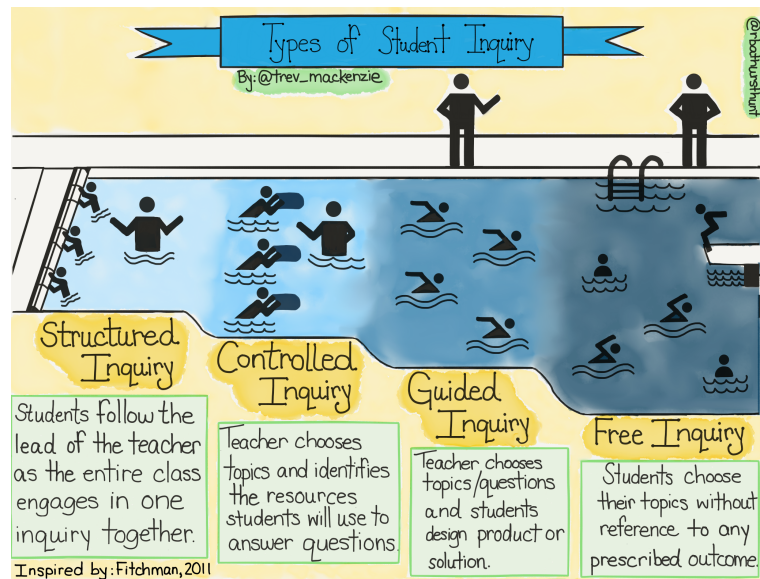 Types of Student Inquiry
By:@trev_mackenzie
@rbathursthunt
Structured
Inquiry
Students follow the
lead of the teacher
as the entire class
engages in one
inquiry together.
Controlled
Inquiry
Teacher chooses
topics and identifies
the resources
students will use to
answer questions.
Guided
Inquiry
Teacher chooses
topics/questions
and students
design product or
solution.
Free Inquiry
Students choose
their topics without
reference to any
prescribed outcome.
Inspired by:Fitchman, 2011